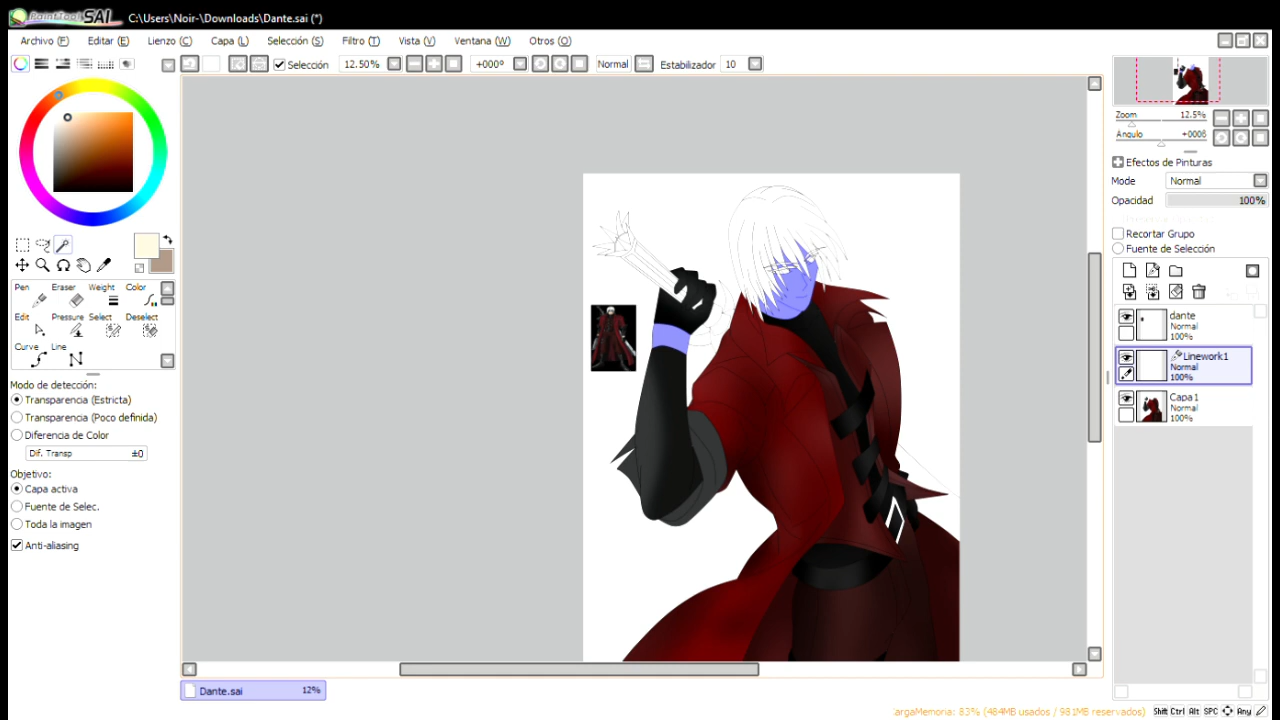 PaintTool SAI C:\Users\Noir-\Downloads\Dante.sai (*)
Archivo (F) Editar (E) Lienzo (C) Capa (L) Selección (S) Filtro (T) Vista (V) Ventana (W) Otros (O)
Selección 12.50% +000° Normal Estabilizador 10
Zoom 12.5%
Angulo +000ß
Efectos de Pinturas
Mode Normal
Opacidad 100%
Recortar Grupo
Fuente de Selección
Pen Eraser Weight Color
Edit Pressure Select Deselect
Curve Line
dante
Normal
100%
Linework1
Normal
100%
Capa1
Normal
100%
Modo de detección:
Transparencia (Estricta)
Transparencia (Poco definida)
Diferencia de Color
Dif. Transp ±0
Objetivo:
Capa activa
Fuente de Selec.
Toda la imagen
Anti-aliasing
Dante.sai 12%
argaMemoria: 83% (484MB usados / 981MB reservados) Shift Ctrl Alt SPC Any